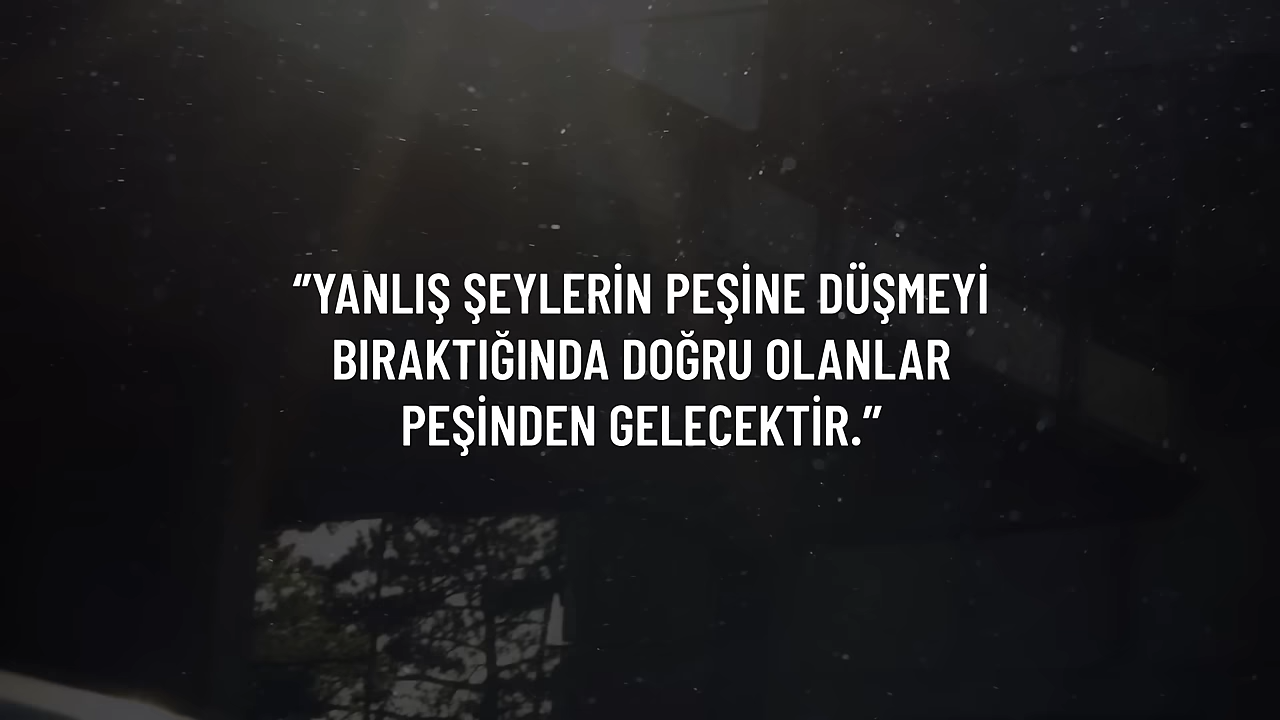 “YANLIŞ ŞEYLERİN PEŞİNE DÜŞMEYİ
BIRAKTIĞINDA DOĞRU OLANLAR
PEŞİNDEN GELECEKTİR.”